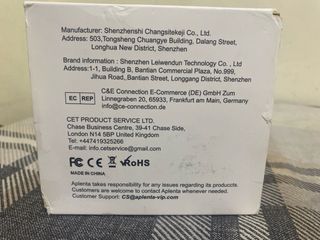 Manufacturer: Shenzhenshi Changsitekeji Co., Ltd.
Address: 503,Tongsheng Chuangye Building, Dalang Street,
Longhua New District, Shenzhen
Brand information : Shenzhen Leiwendun Technology Co., Ltd
Address:1-1, Building B, Bantian Commercial Plaza, No.999,
Jihua Road, Bantian Street, Longgang District, Shenzhen
EC REP
C&E Connection E-Commerce (DE) GmbH Zum
Linnegraben 20, 65933, Frankfurt am Main, Germany
info@ce-connection.de
CET PRODUCT SERVICE LTD.
Chase Business Centre, 39-41 Chase Side,
London N14 5BP United Kingdom
Tel: +447419325266
E-mail: info.cetservice@gmail.com
FC CE RoHS
MADE IN CHINA
Aplenta takes responsibility for any issues regarding its products.
Customers are welcome to contact Aplenta whenever needed.
Customer Support: CS@aplenta-vip.com